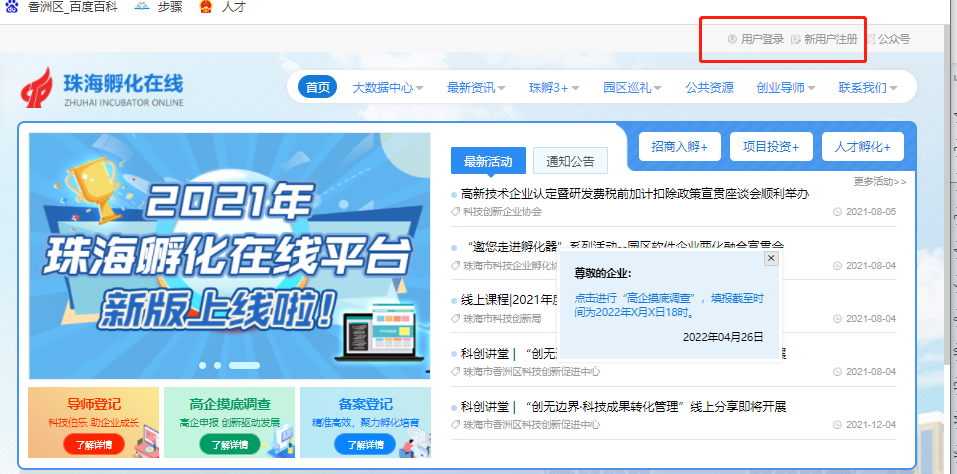 香洲区_百度百科 步骤 人才
用户登录 新用户注册 公众号
珠海孵化在线
ZHUHAI INCUBATOR ONLINE
首页 大数据中心 最新资讯 珠孵3+ 园区巡礼 公共资源 创业导师 联系我们
招商入孵+ 项目投资+ 人才孵化+
最新活动 通知公告
更多活动>>
2021年
珠海孵化在线平台
新版上线啦!
高新技术企业认定暨研发费税前加计扣除政策宣贯座谈会顺利举办
科技创新企业协会 2021-08-05
“邀您走进孵化器”系列活动--园区软件企业两化融合宣贯会
珠海市科技企业孵化协 2021-08-04
线上课程|2021年度
珠海市科技创新局 2021-08-04
科创讲堂 | “创无 展
珠海市香洲区科技创新促进中心 2021-08-04
科创讲堂 | “创无边界·科技成果转化管理”线上分享即将开展
珠海市香洲区科技创新促进中心 2021-12-04
尊敬的企业:
点击进行“高企摸底调查”，填报截至时
间为2022年X月X日18时。
2022年04月26日
导师登记
科技伯乐 助企业成长
了解详情
高企摸底调查
高企申报 创新驱动发展
了解详情
备案登记
精准高效，聚力孵化培育
了解详情